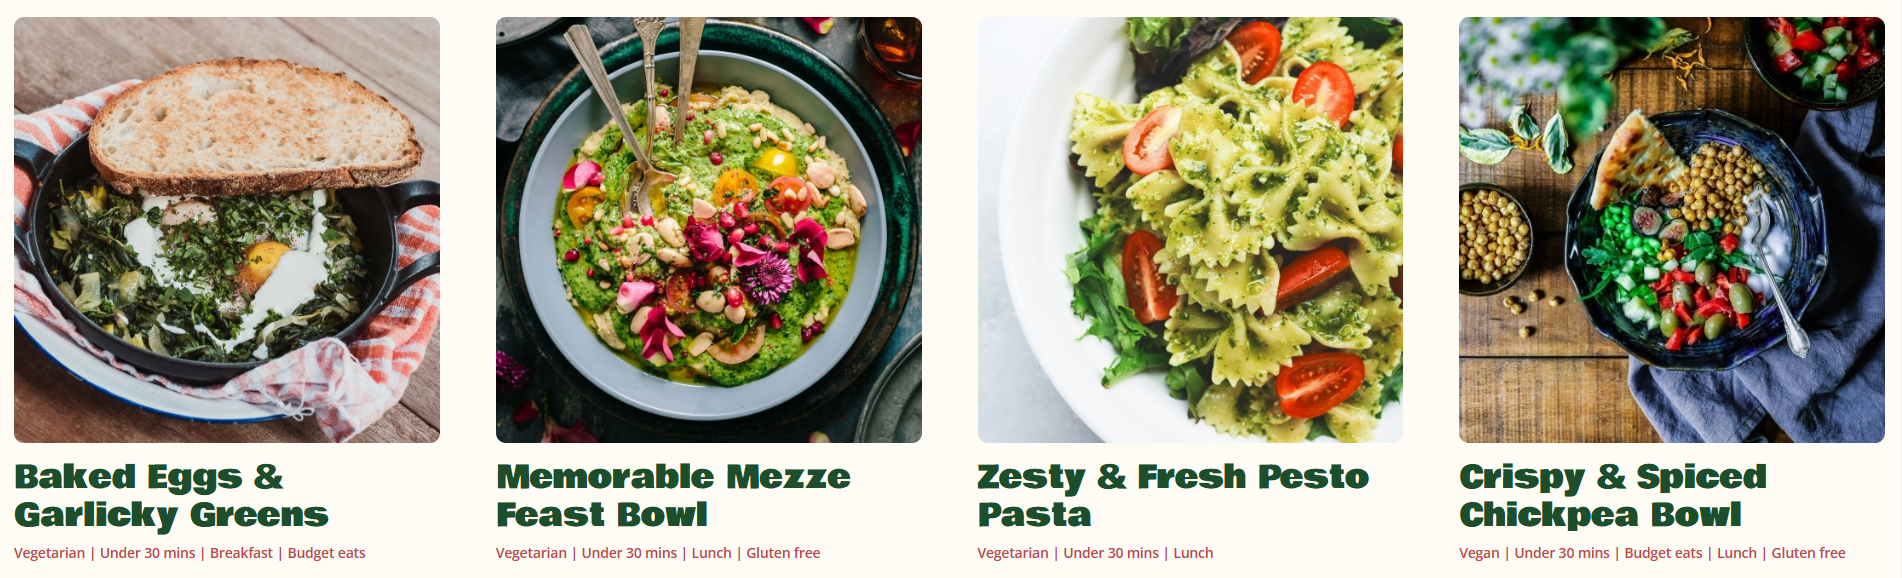 Baked Eggs &
Garlicky Greens
Vegetarian | Under 30 mins | Breakfast | Budget eats
Memorable Mezze
Feast Bowl
Vegetarian | Under 30 mins | Lunch | Gluten free
Zesty & Fresh Pesto
Pasta
Vegetarian | Under 30 mins | Lunch
Crispy & Spiced
Chickpea Bowl
Vegan | Under 30 mins | Budget eats | Lunch | Gluten free